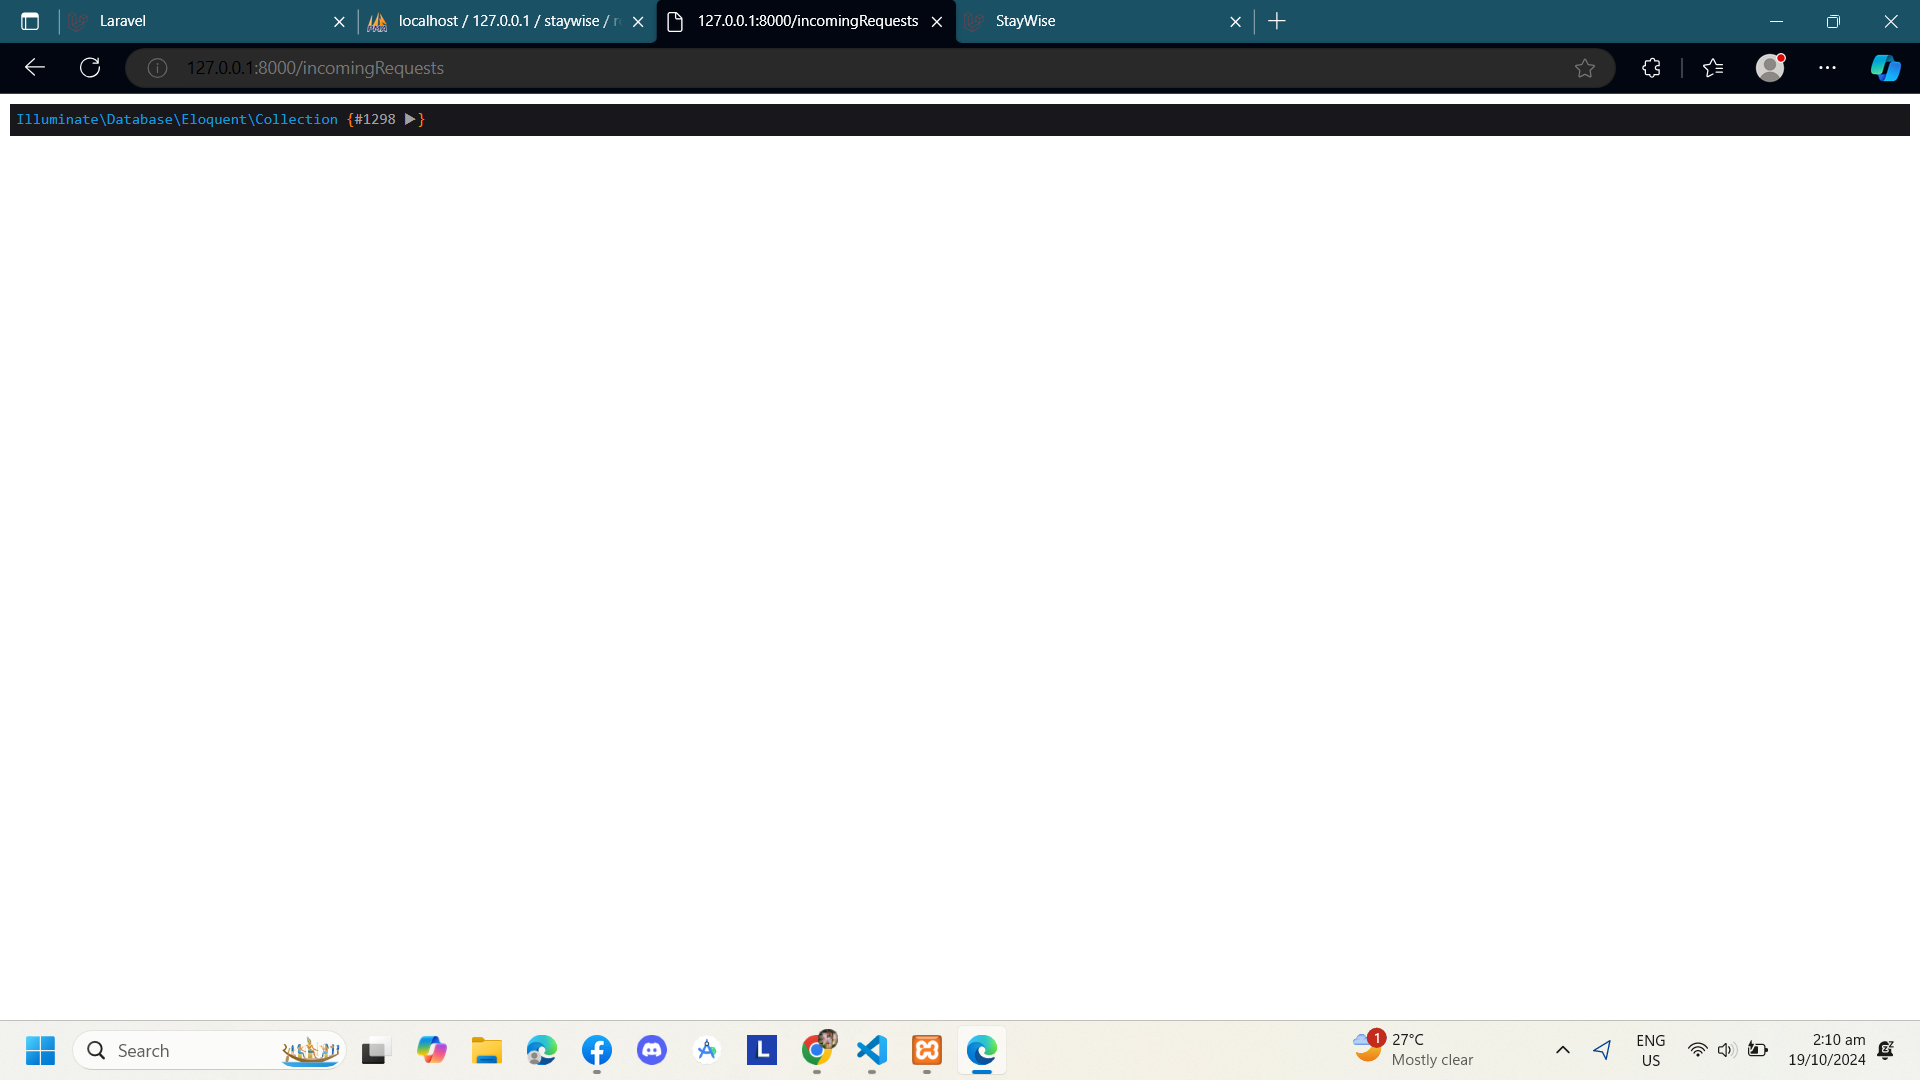 Laravel
localhost / 127.0.0.1 / staywise /
127.0.0.1:8000/incomingRequests
StayWise
127.0.0.1:8000/incomingRequests
Illuminate\Database\Eloquent\Collection {#1298 ▶}
Search
L
1
27°C
Mostly clear
ENG
US
2:10 am
19/10/2024